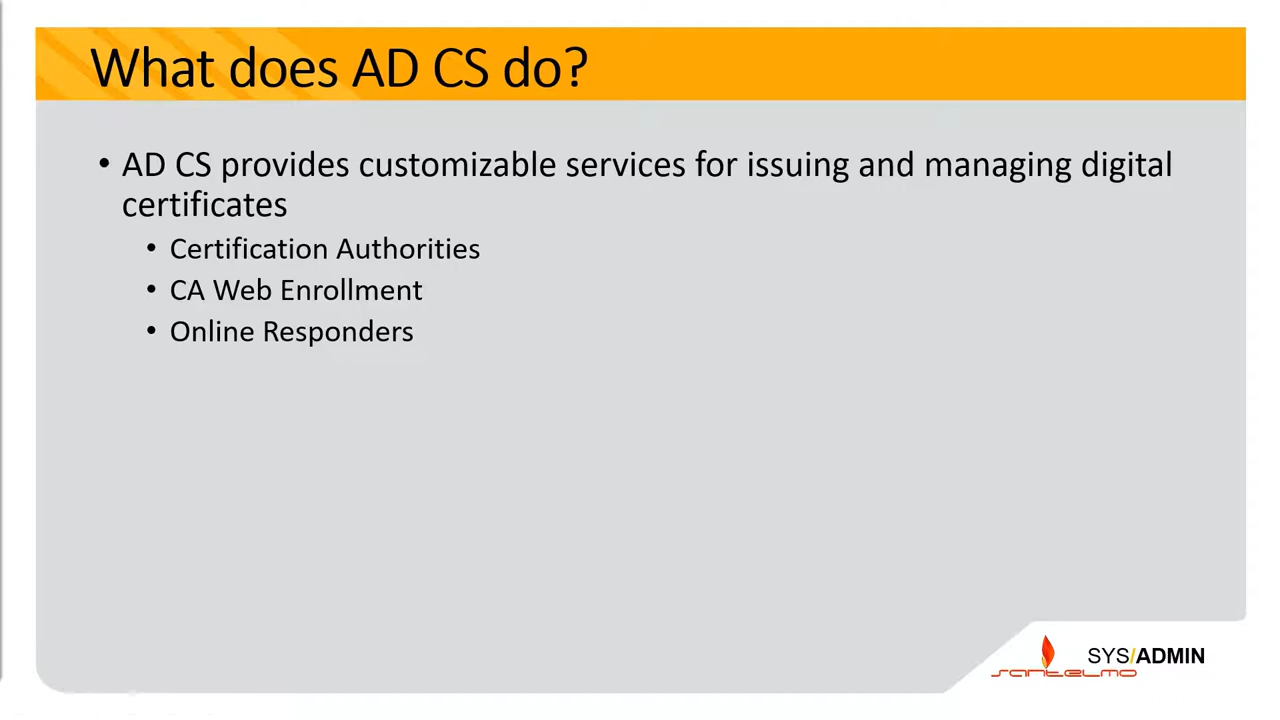 What does AD CS do?
• AD CS provides customizable services for issuing and managing digital
certificates
• Certification Authorities
• CA Web Enrollment
• Online Responders
SYS/ADMIN
santelmo